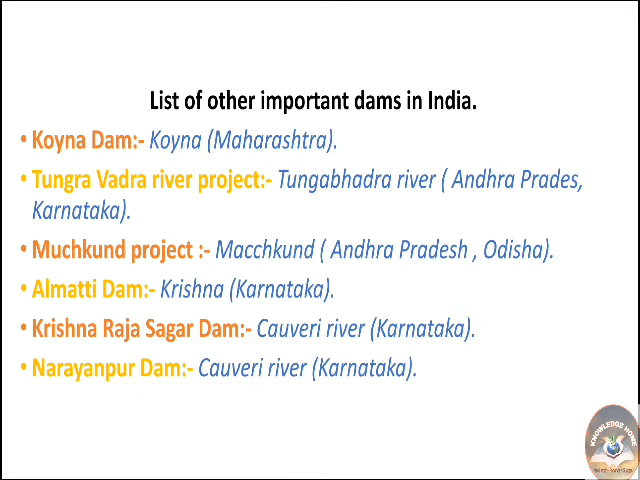 List of other important dams in India.
• Koyna Dam:- Koyna (Maharashtra).
• Tungra Vadra river project:- Tungabhadra river ( Andhra Prades,
Karnataka).
• Muchkund project :- Macchkund ( Andhra Pradesh , Odisha).
• Almatti Dam:- Krishna (Karnataka).
• Krishna Raja Sagar Dam:- Cauveri river (Karnataka).
• Narayanpur Dam:- Cauveri river (Karnataka).
KNOWLEDGE HOME